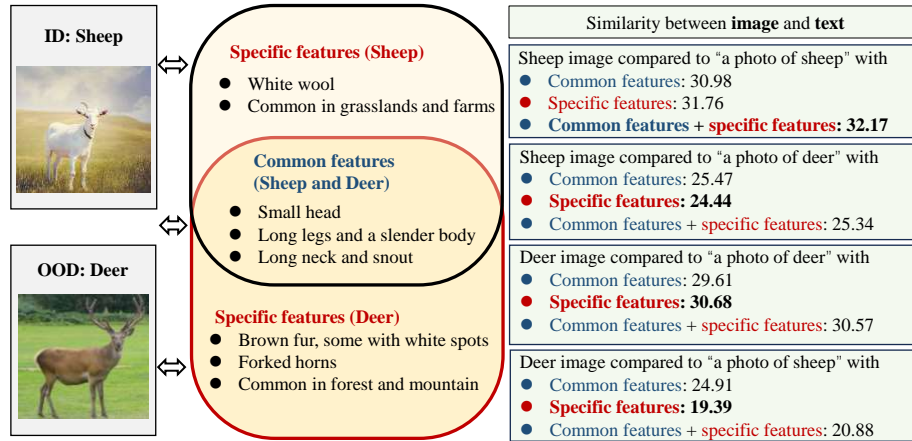 ID: Sheep
OOD: Deer
Specific features (Sheep)
● White wool
● Common in grasslands and farms
Common features
(Sheep and Deer)
● Small head
● Long legs and a slender body
● Long neck and snout
Specific features (Deer)
● Brown fur, some with white spots
● Forked horns
● Common in forest and mountain
Similarity between image and text
Sheep image compared to “a photo of sheep” with
● Common features: 30.98
● Specific features: 31.76
● Common features + specific features: 32.17
Sheep image compared to “a photo of deer” with
● Common features: 25.47
● Specific features: 24.44
● Common features + specific features: 25.34
Deer image compared to “a photo of deer” with
● Common features: 29.61
● Specific features: 30.68
● Common features + specific features: 30.57
Deer image compared to “a photo of sheep” with
● Common features: 24.91
● Specific features: 19.39
● Common features + specific features: 20.88